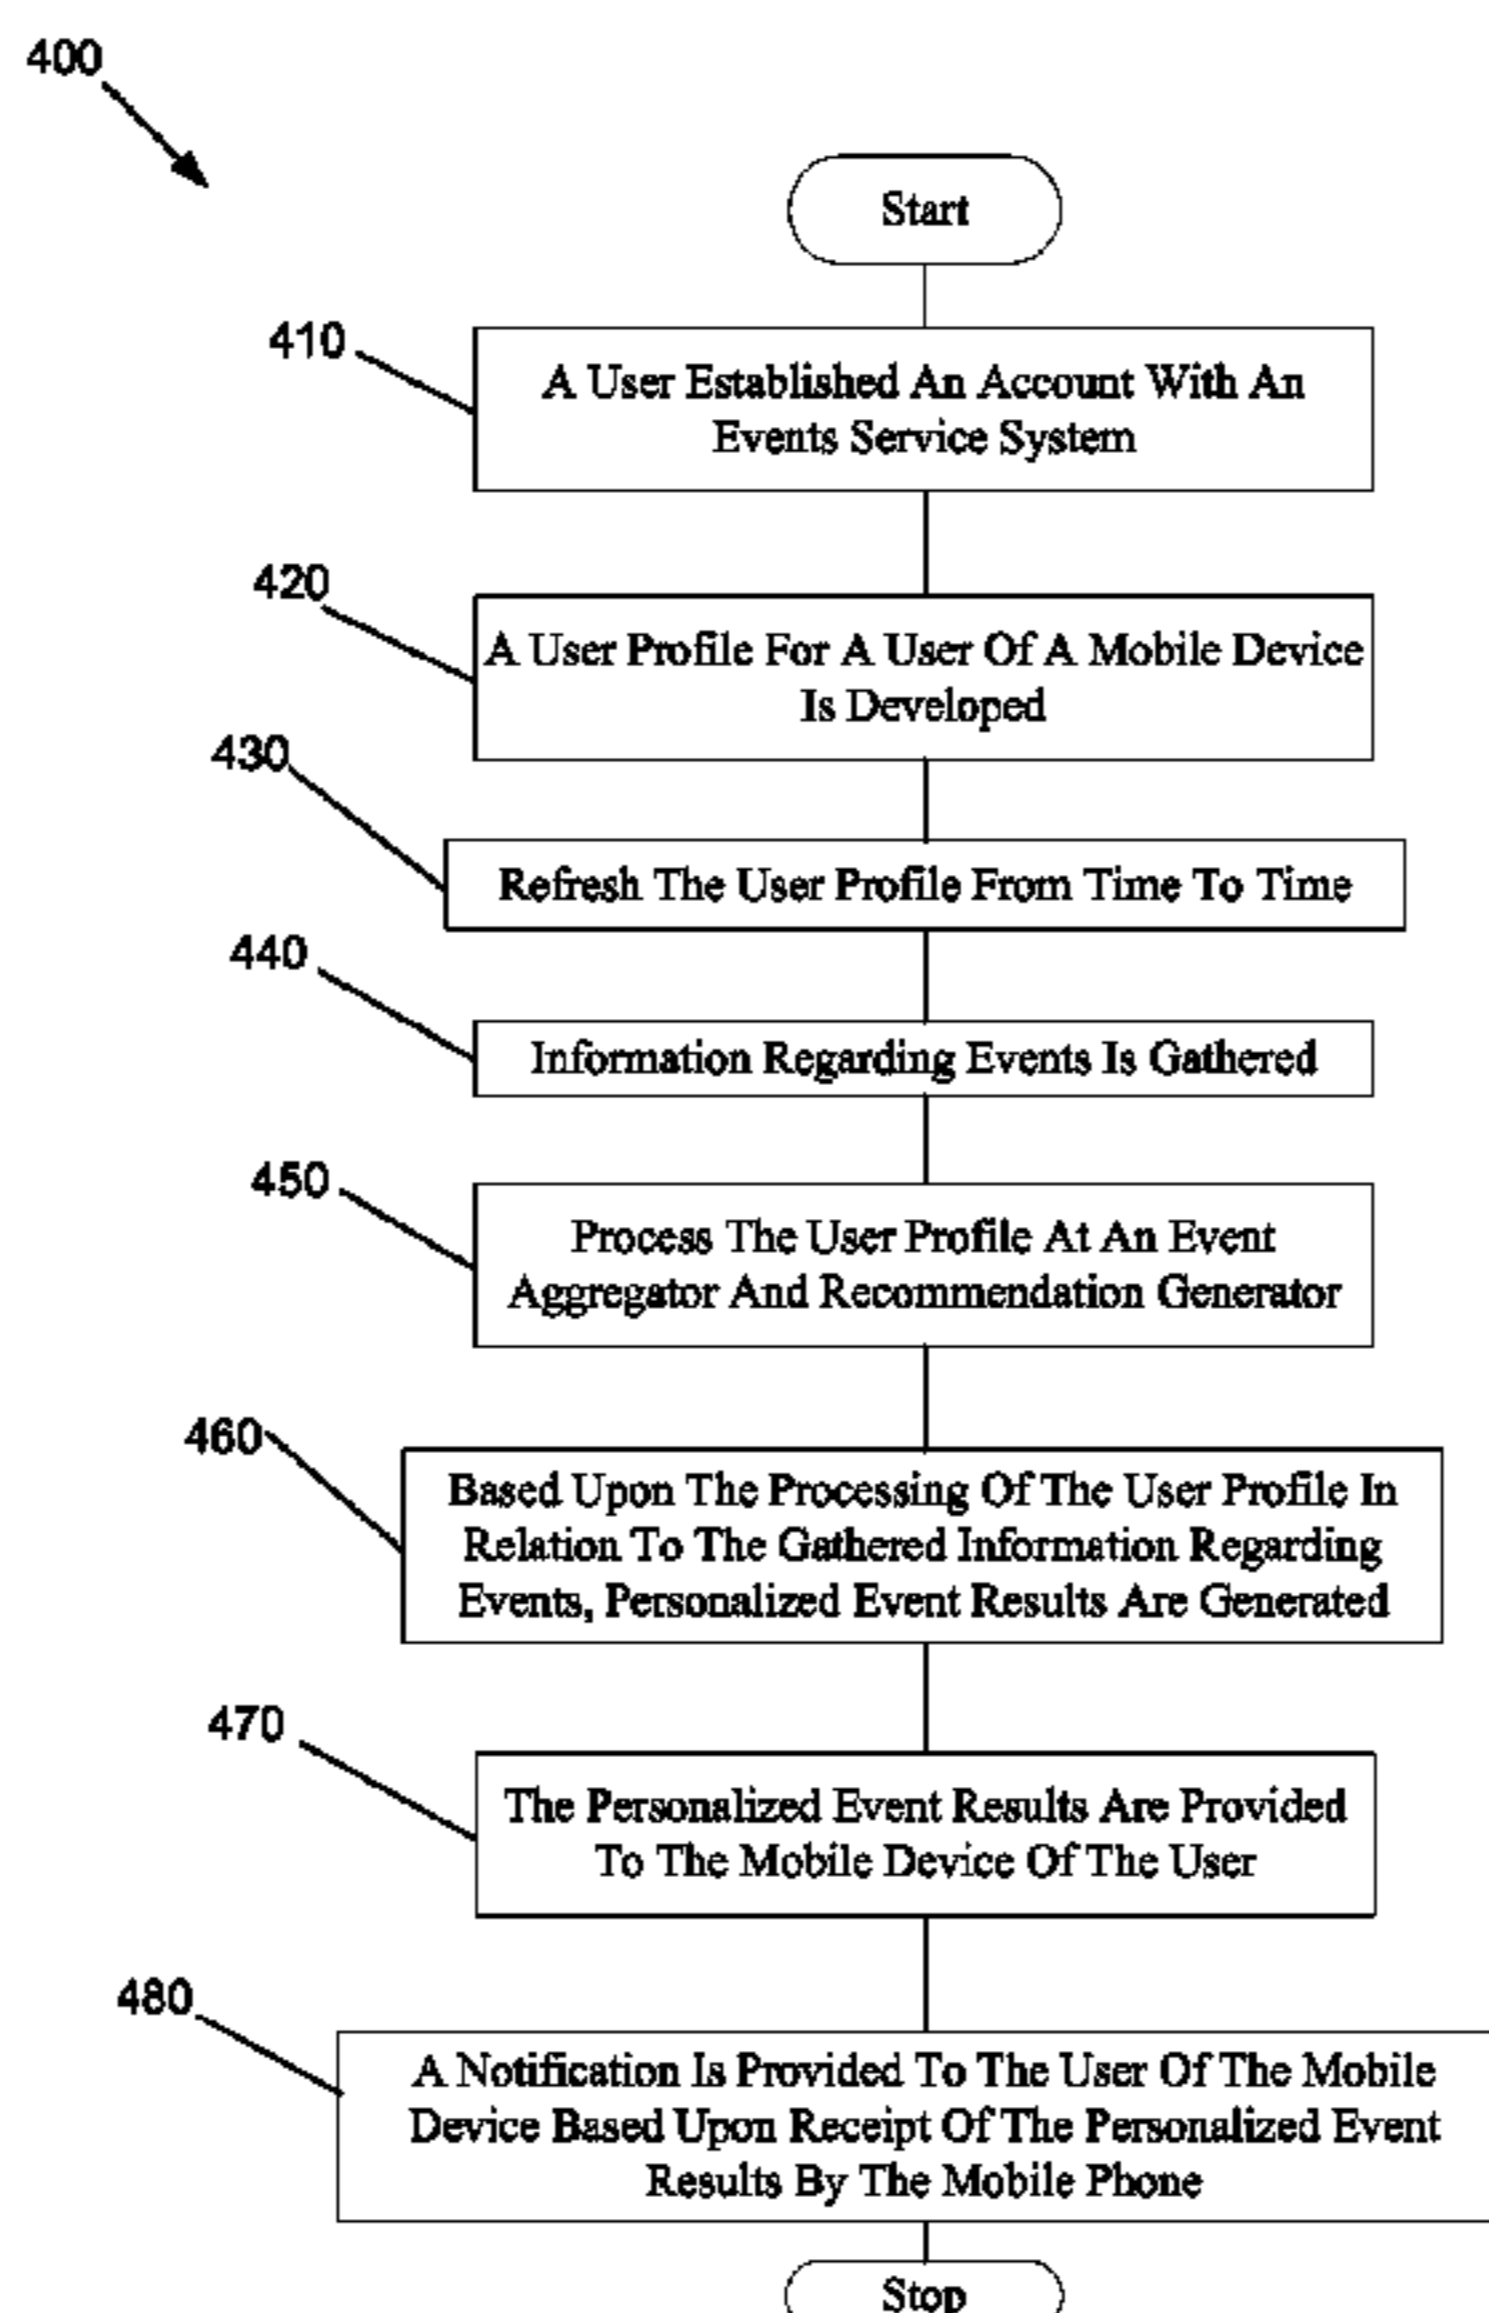 400
Start
410
A User Established An Account With An
Events Service System
420
A User Profile For A User Of A Mobile Device
Is Developed
430
Refresh The User Profile From Time To Time
440
Information Regarding Events Is Gathered
450
Process The User Profile At An Event
Aggregator And Recommendation Generator
460
Based Upon The Processing Of The User Profile In
Relation To The Gathered Information Regarding
Events, Personalized Event Results Are Generated
470
The Personalized Event Results Are Provided
To The Mobile Device Of The User
480
A Notification Is Provided To The User Of The Mobile
Device Based Upon Receipt Of The Personalized Event
Results By The Mobile Phone
Stop